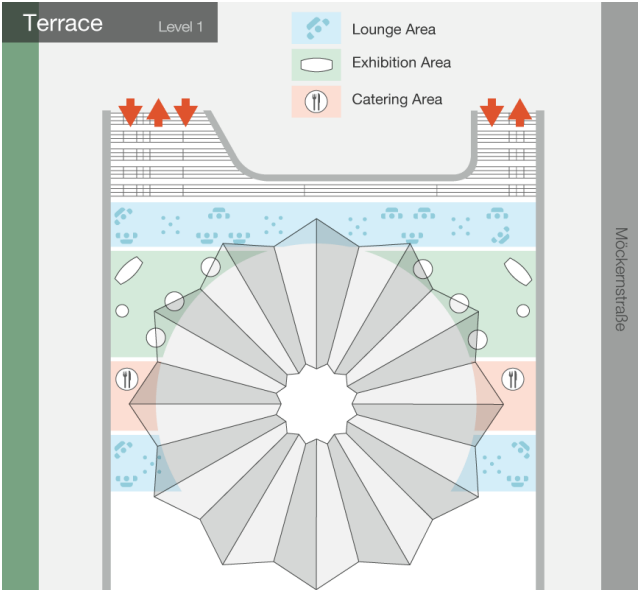 Terrace
Level 1
Lounge Area
Exhibition Area
Catering Area
Möckernstraße